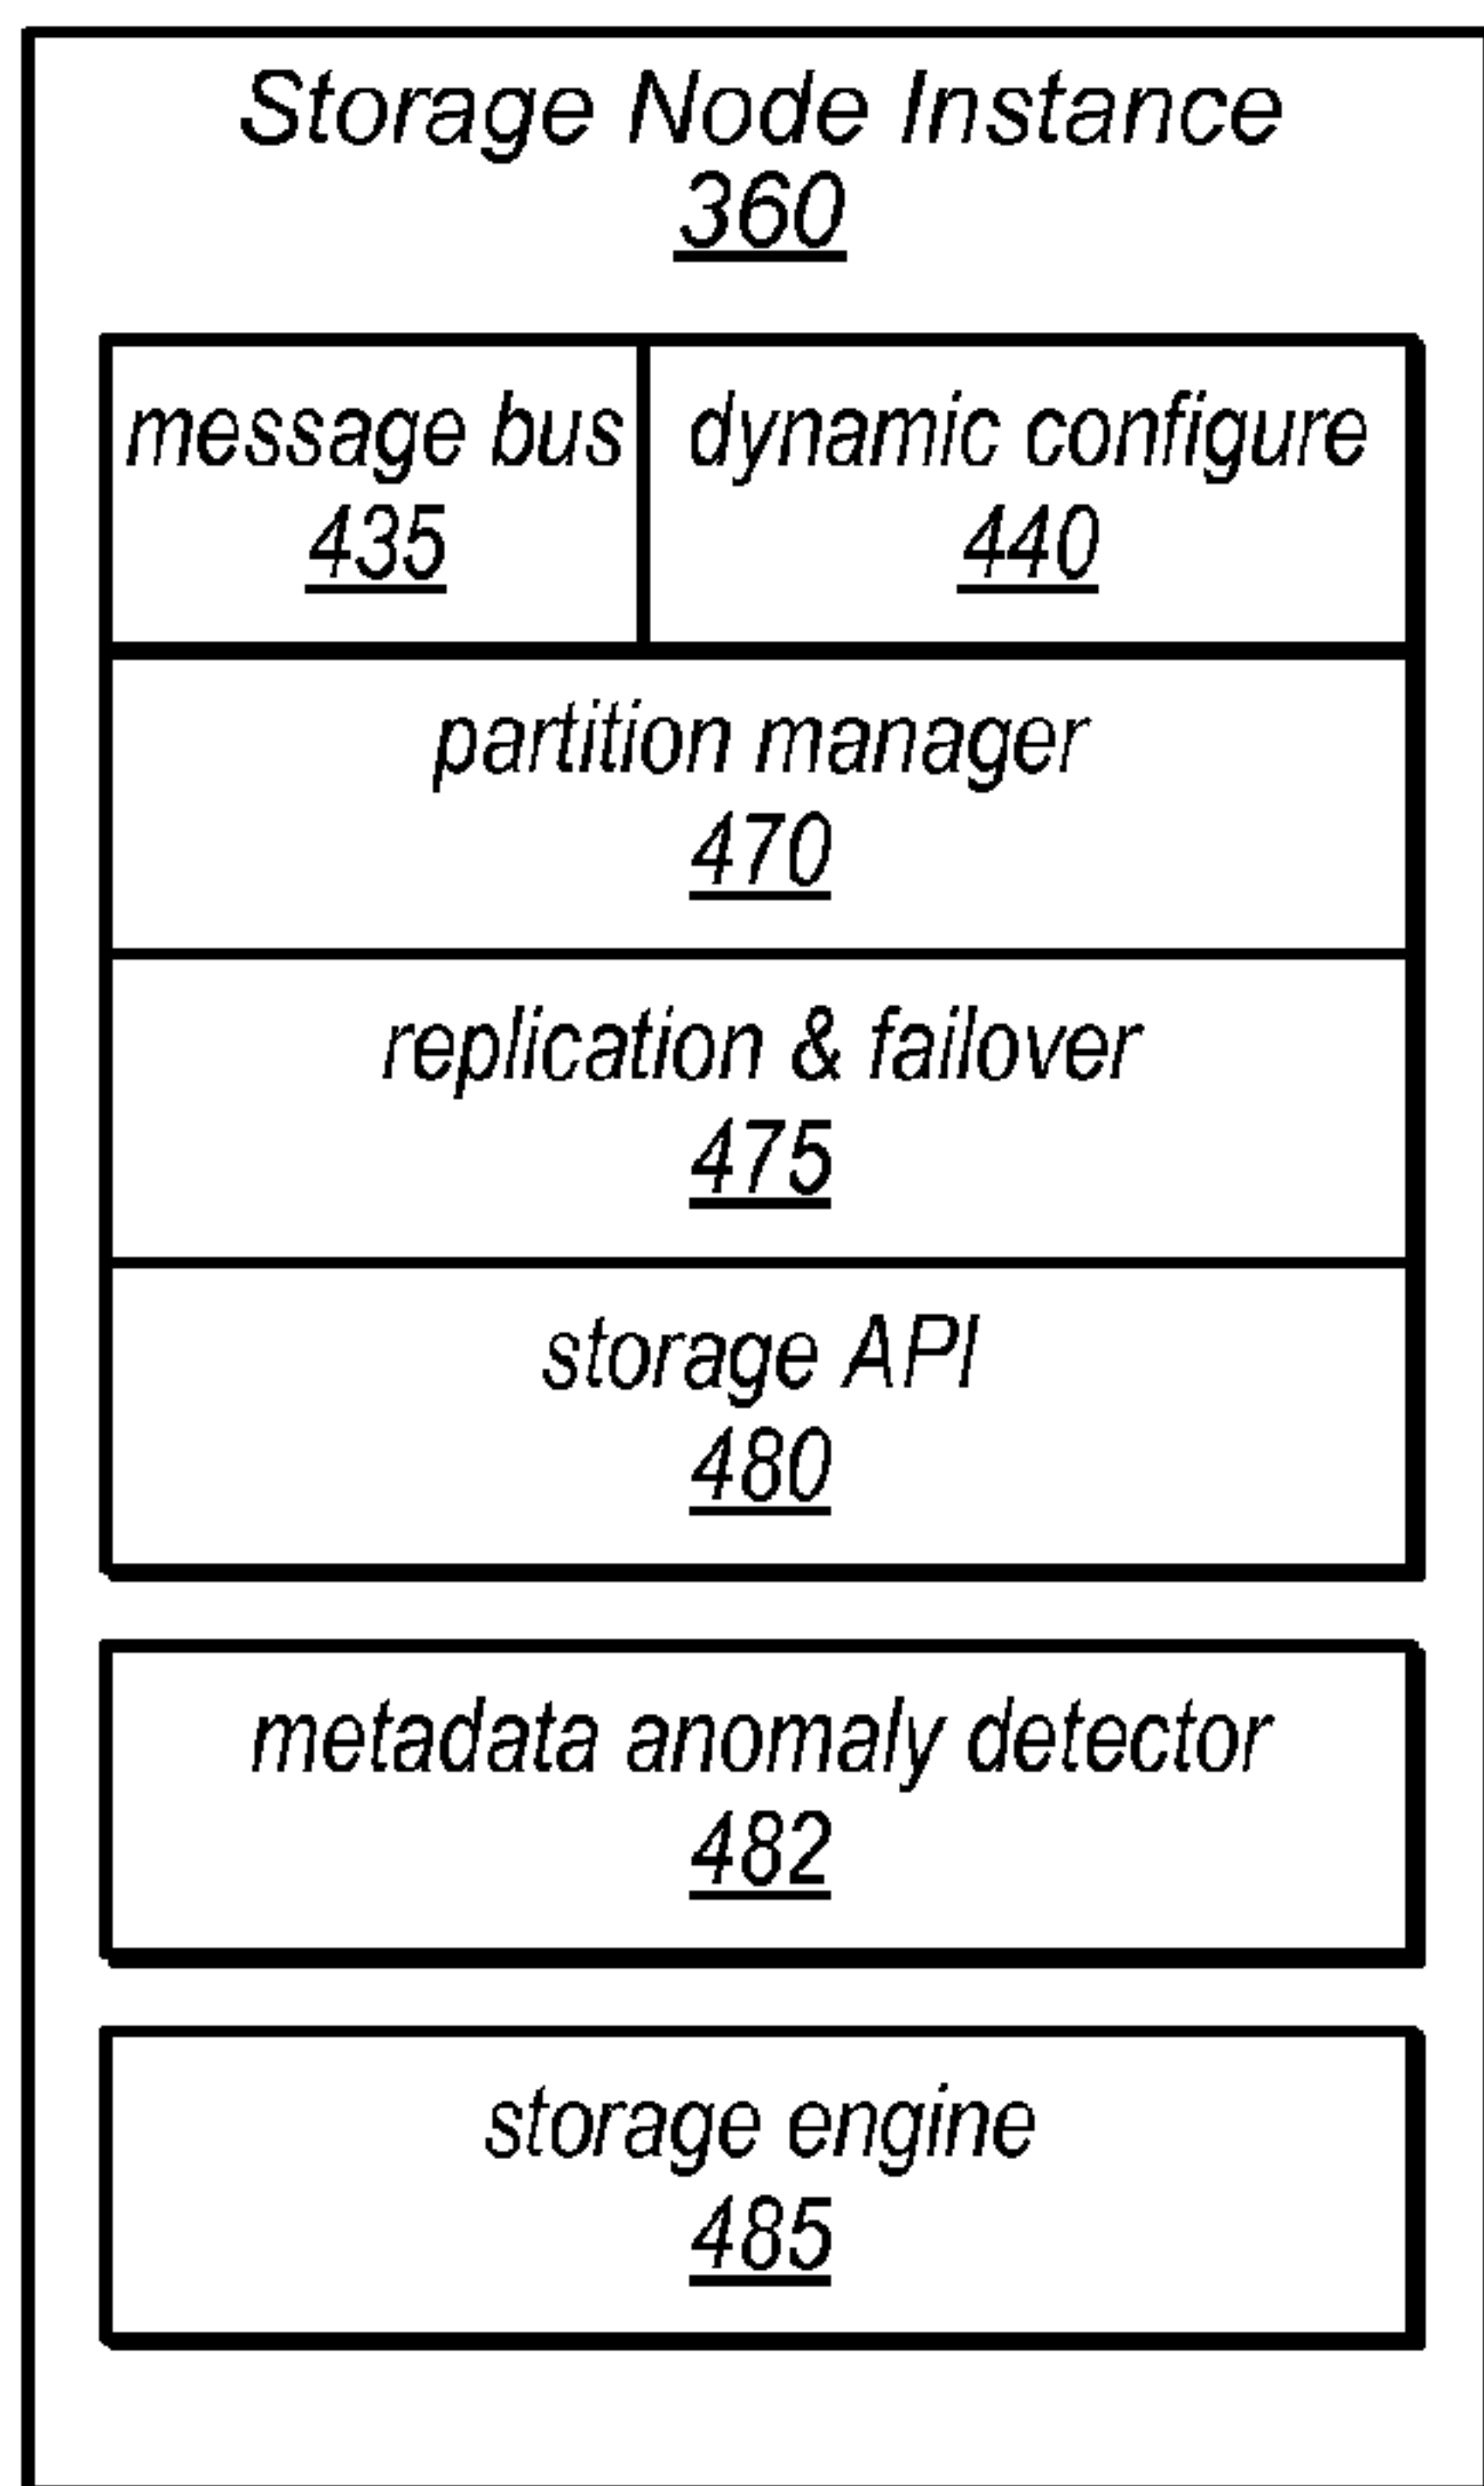 Storage Node Instance
360
message bus
435
dynamic configure
440
partition manager
470
replication & failover
475
storage API
480
metadata anomaly detector
482
storage engine
485